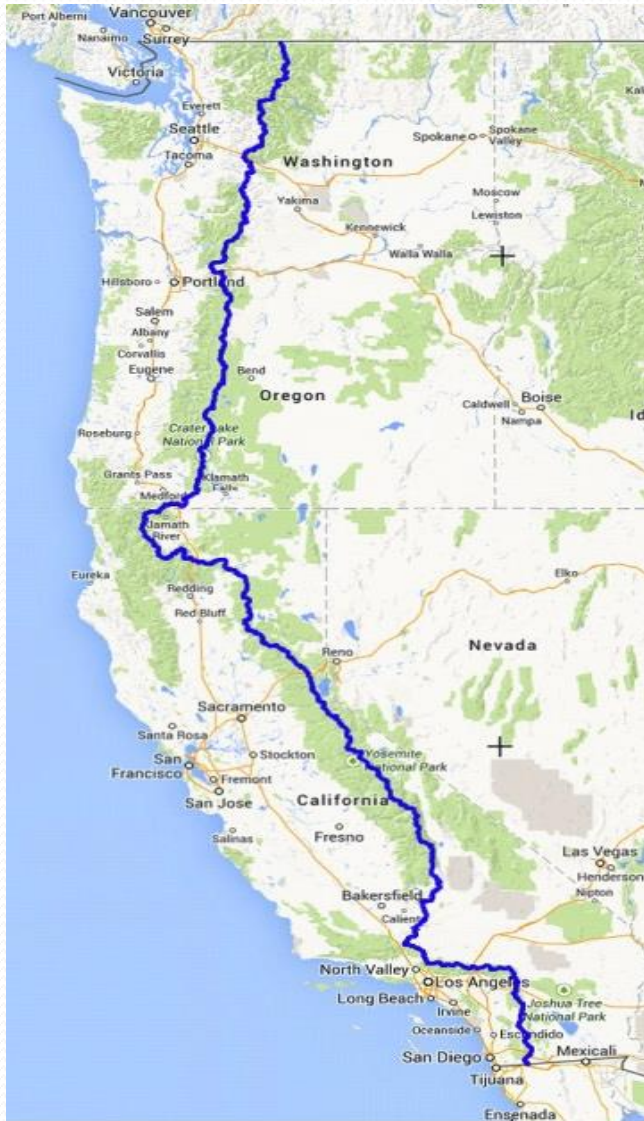 Port Alberni
Vancouver
Nanaimo
Surrey
Victoria
Everett
Seattle
Tacoma
Washington
Spokane
Spokane
Valley
Yakima
Moscow
Lewiston
Kennewick
Walla Walla
Hillsboro
Portland
Salem
Albany
Corvallis
Eugene
Bend
Oregon
Caldwell
Boise
Nampa
Id
Roseburg
Crater Lake
National Park
Grants Pass
Medford
Klamath
Falls
Klamath
River
Eureka
Redding
Red Bluff
Elko
Reno
Nevada
Sacramento
Santa Rosa
Stockton
Yosemite
National Park
San
Francisco
Fremont
San Jose
California
Salinas
Fresno
Las Vegas
Henderson
Nipton
Bakersfield
Calient
North Valley
Los Angeles
Long Beach
Irvine
Joshua Tree
National Park
Oceanside
Escondido
San Diego
Mexicali
Tijuana
Ensenada